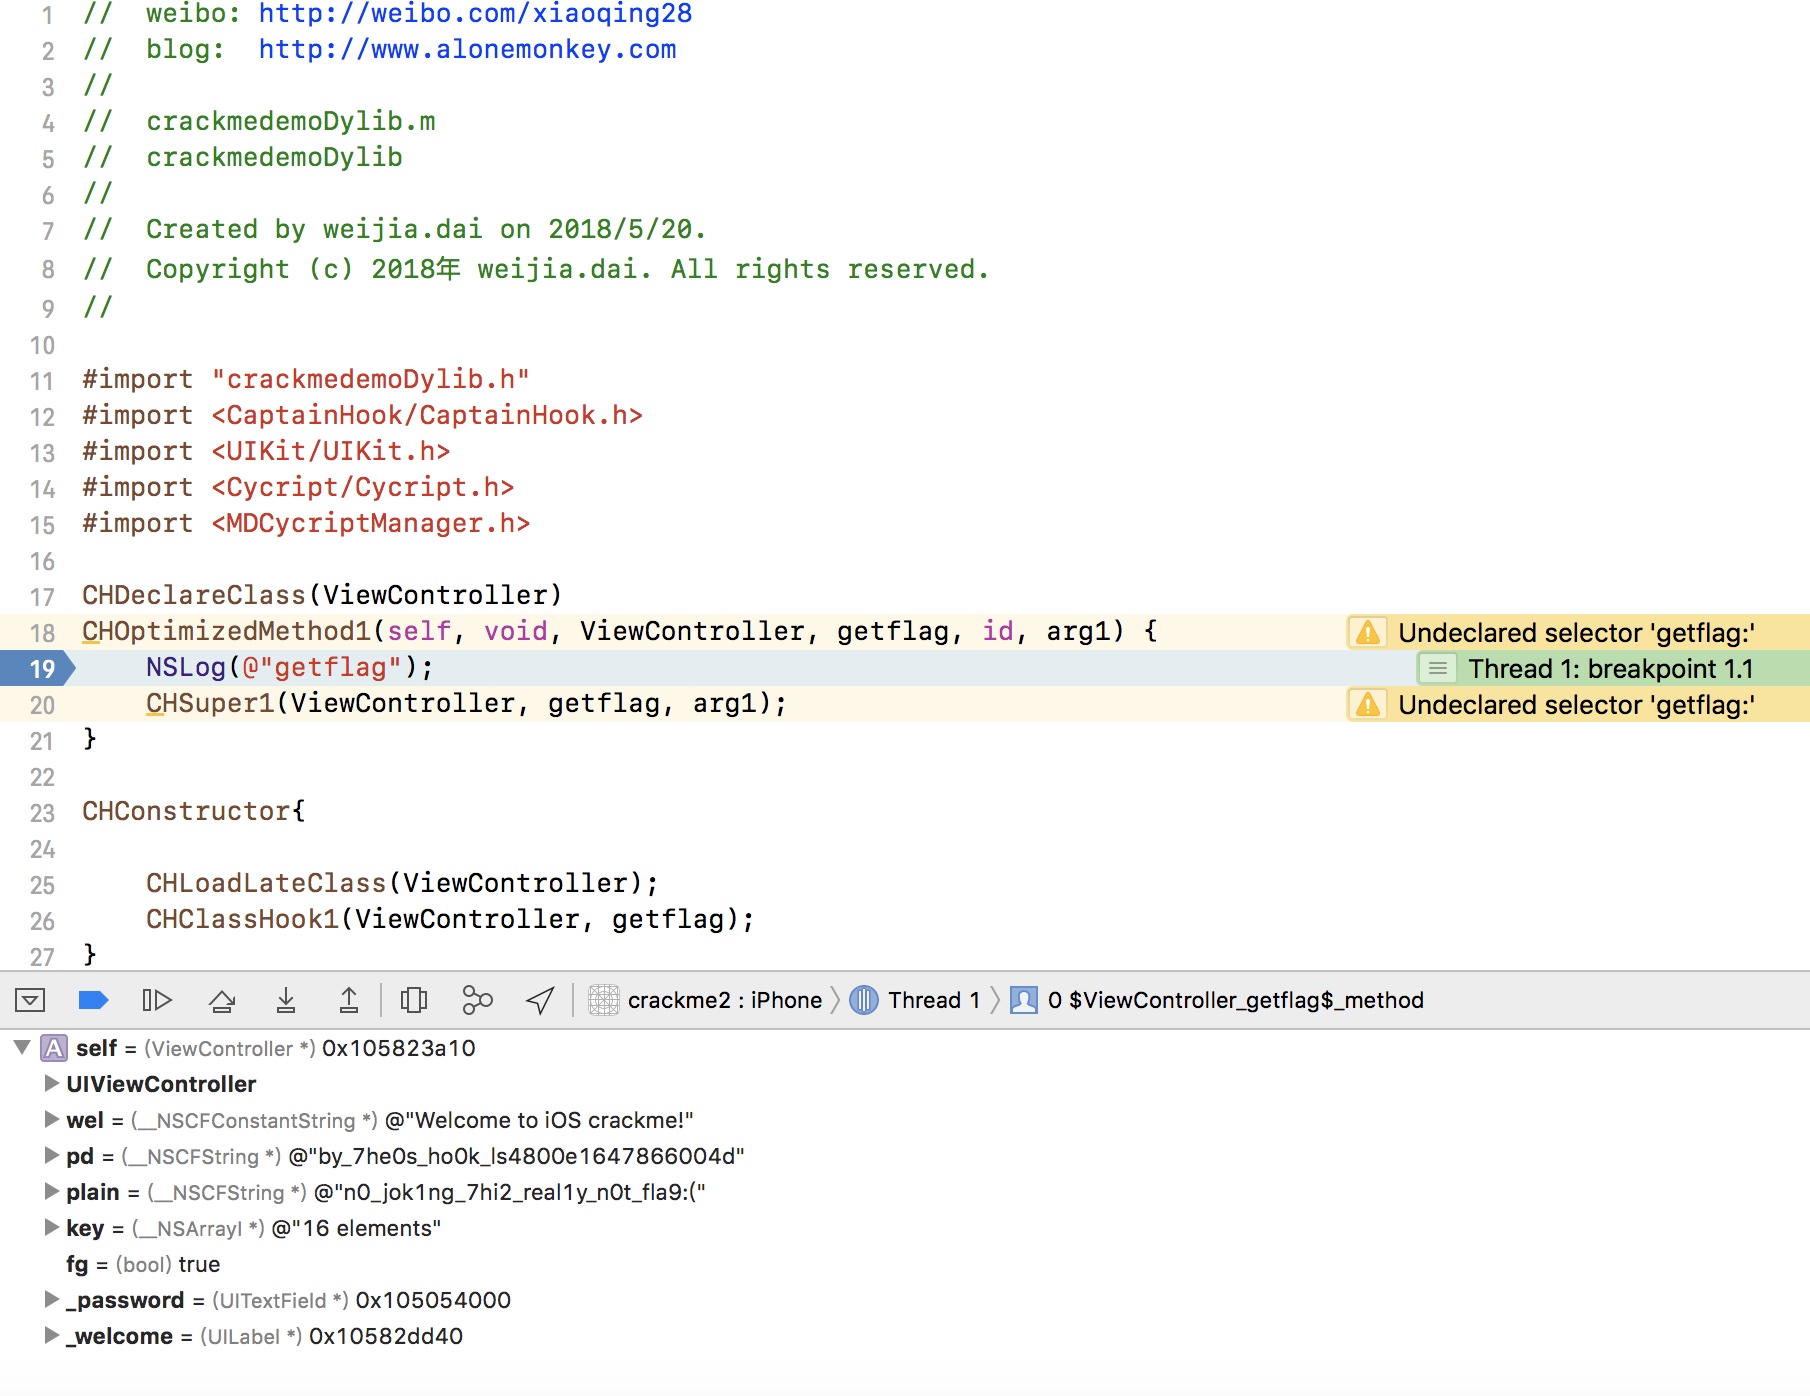 1 // weibo: http://weibo.com/xiaoqing28
2 // blog: http://www.alonemonkey.com
3 //
4 // crackmedemoDylib.m
5 // crackmedemoDylib
6 //
7 // Created by weijia.dai on 2018/5/20.
8 // Copyright (c) 2018年 weijia.dai. All rights reserved.
9 //
10
11 #import "crackmedemoDylib.h"
12 #import <CaptainHook/CaptainHook.h>
13 #import <UIKit/UIKit.h>
14 #import <Cycript/Cycript.h>
15 #import <MDCycriptManager.h>
16
17 CHDeclareClass(ViewController)
18 CHOptimizedMethod1(self, void, ViewController, getflag, id, arg1) { Undeclared selector 'getflag:'
19 NSLog(@"getflag"); Thread 1: breakpoint 1.1
20 CHSuper1(ViewController, getflag, arg1); Undeclared selector 'getflag:'
21 }
22
23 CHConstructor{
24
25 CHLoadLateClass(ViewController);
26 CHClassHook1(ViewController, getflag);
27 }
crackme2 : iPhone Thread 1 0 $ViewController_getflag$_method
A self = (ViewController *) 0x105823a10
UIViewController
wel = (__NSCFConstantString *) @"Welcome to iOS crackme!"
pd = (__NSCFString *) @"by_7he0s_ho0k_ls4800e1647866004d"
plain = (__NSCFString *) @"n0_jok1ng_7hi2_real1y_n0t_fla9:("
key = (__NSArrayI *) @"16 elements"
fg = (bool) true
_password = (UITextField *) 0x105054000
_welcome = (UILabel *) 0x10582dd40